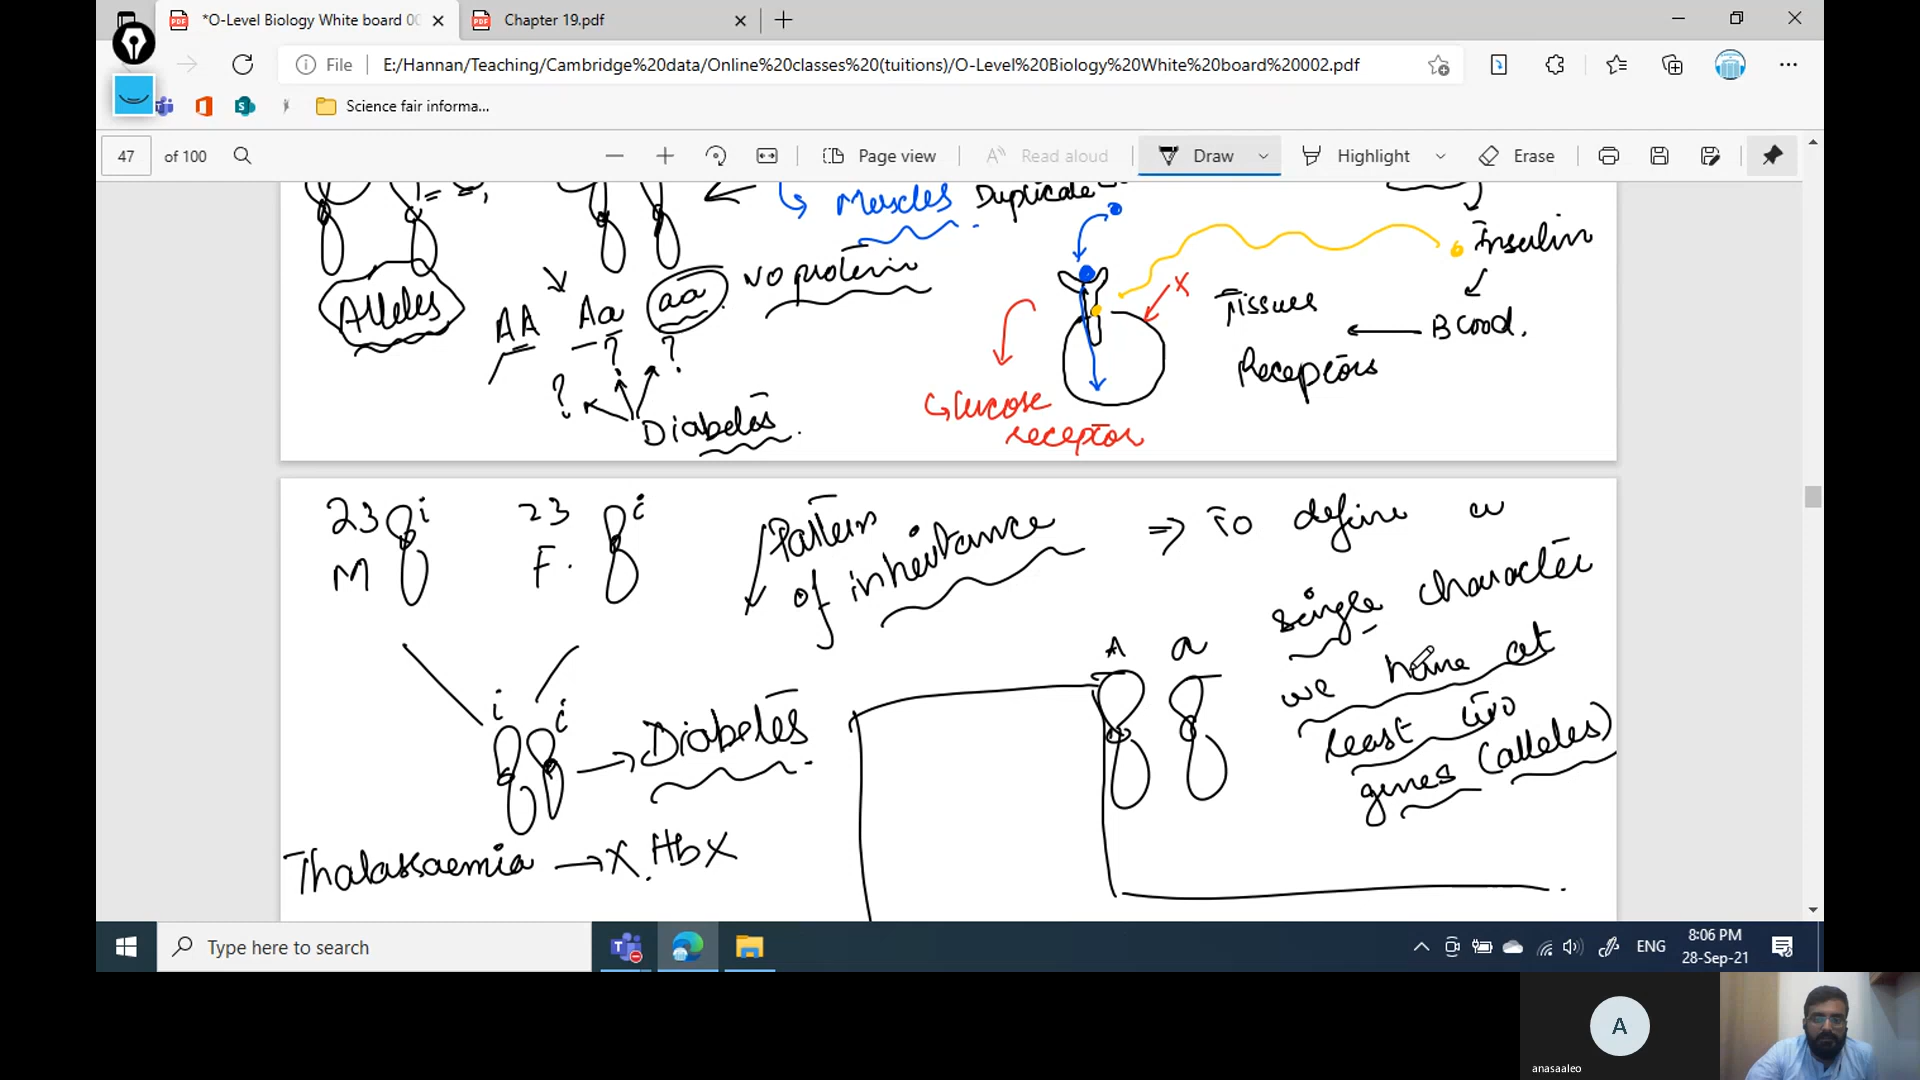 *O-Level Biology White board 00
Chapter 19.pdf
File
E:/Hannan/Teaching/Cambridge%20data/Online%20classes%20(tuitions)/O-Level%20Biology%20White%20board%20002.pdf
Science fair informa...
47 of 100
Page view
Read aloud
Draw
Highlight
Erase
Muscles Duplicate
Insulin
Alleles
AA Aa aa No protein
? ? ?
Diabetes.
X
Tissues
Receptors
Blood.
Glucose
receptor
23 i
M
23 i
F.
Pattern
of inheritance
⇒ To define a
single character
we have at
least two
genes (alleles)
A a
i i
Diabetes
Thalassaemia → X Hb X
Type here to search
ENG
8:06 PM
28-Sep-21
A
anasaaleo